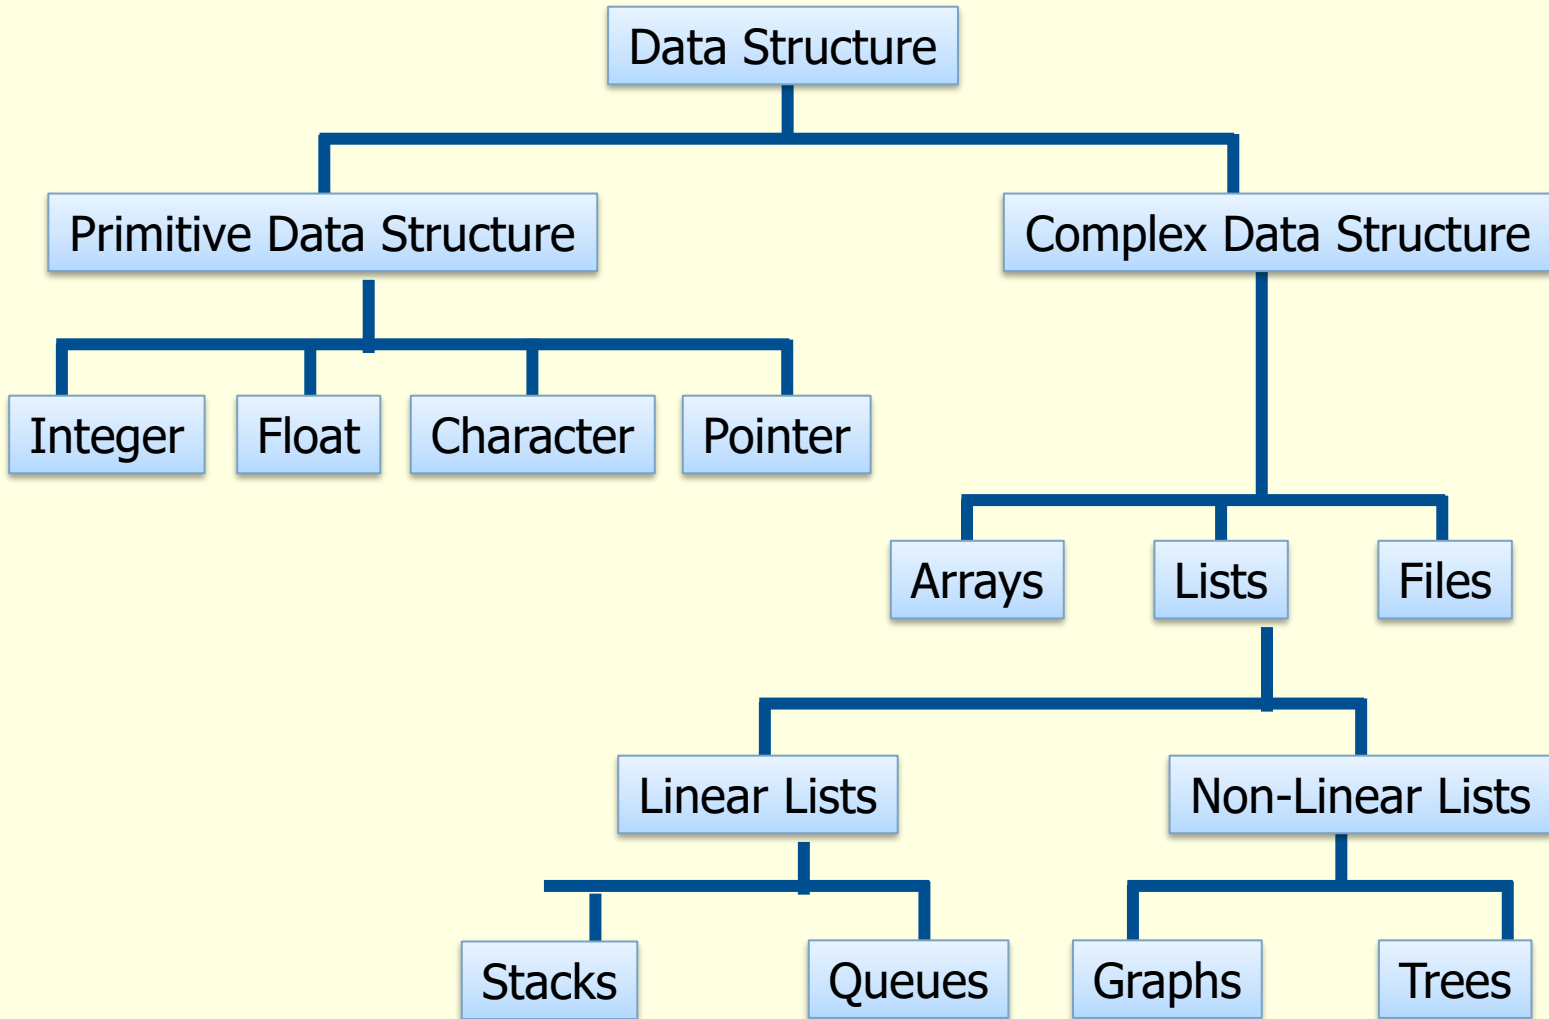 Data Structure
Primitive Data Structure
Complex Data Structure
Integer
Float
Character
Pointer
Arrays
Lists
Files
Linear Lists
Non-Linear Lists
Stacks
Queues
Graphs
Trees